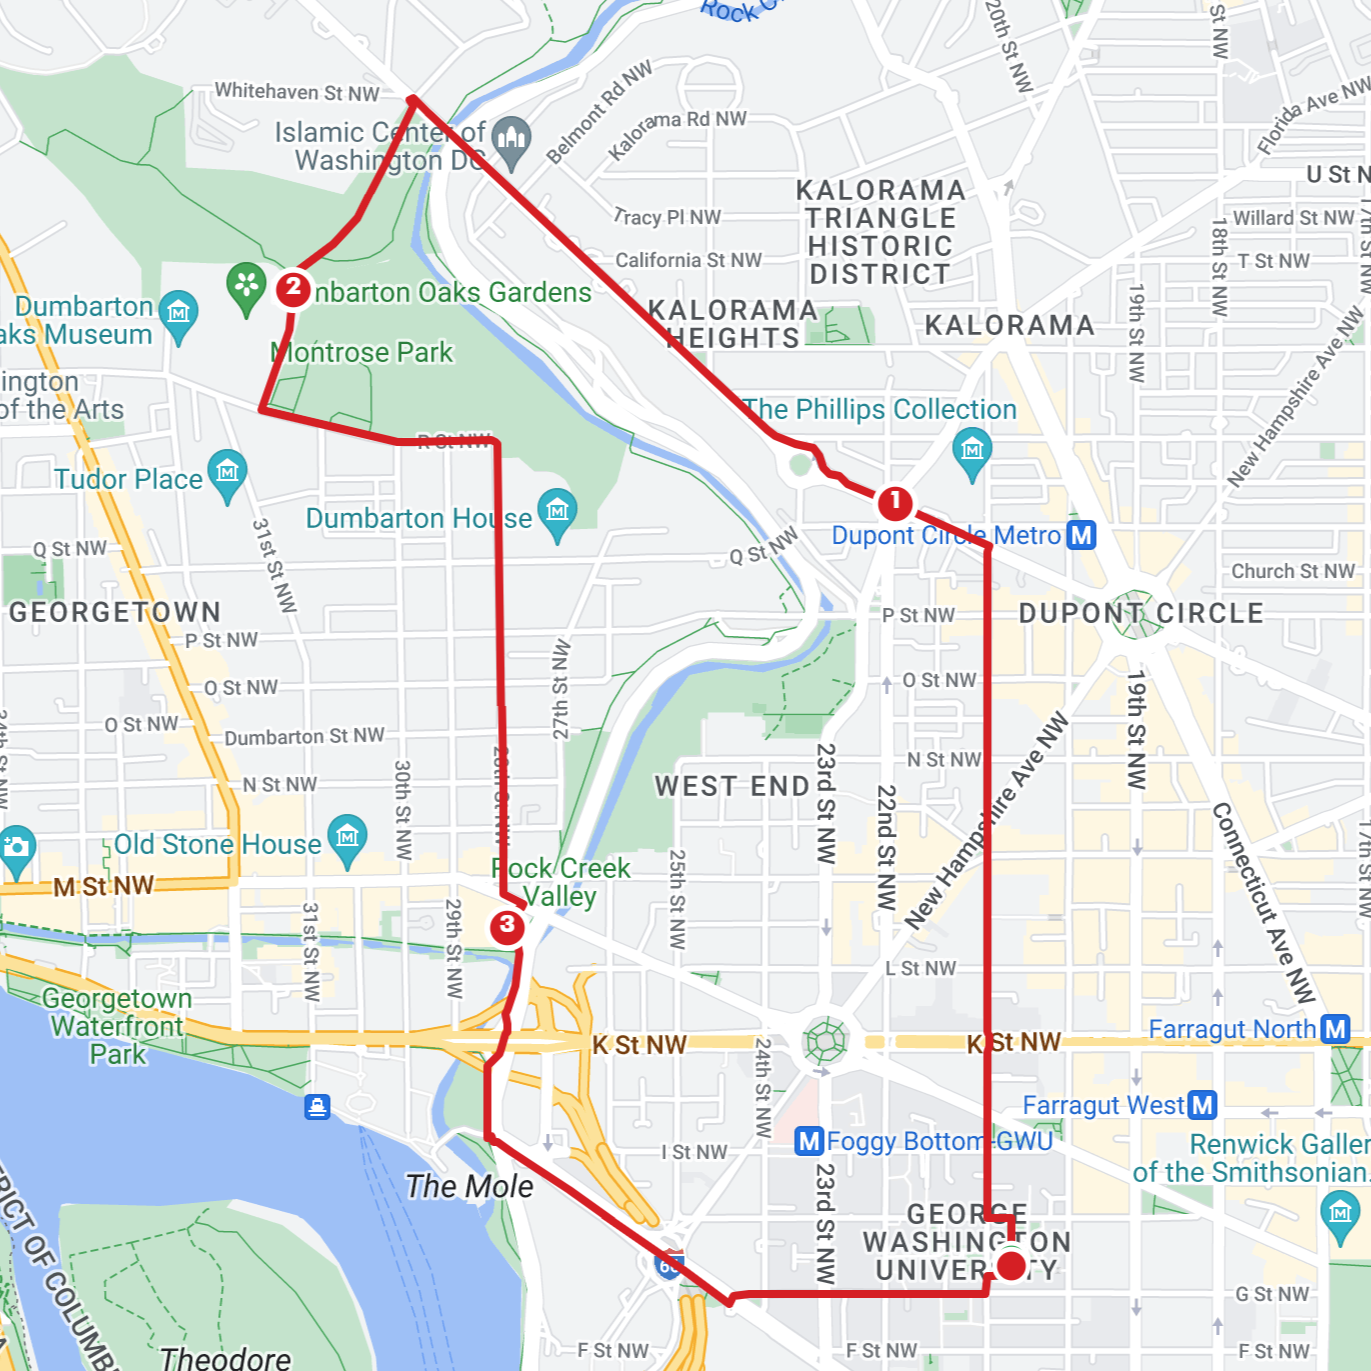 Rock C
20th St NW
St NW
Whitehaven St NW
Belmont Rd NW
Kalorama Rd NW
Florida Ave NW
Islamic Center of
Washington DC
U St N
KALORAMA
TRIANGLE
HISTORIC
DISTRICT
Tracy Pl NW
Willard St NW
17th St NW
18th St NW
California St NW
T St NW
2
mbarton Oaks Gardens
Dumbarton
aks Museum
KALORAMA
HEIGHTS
KALORAMA
19th St NW
New Hampshire Ave NW
Montrose Park
ington
of the Arts
The Phillips Collection
R St NW
Tudor Place
Dumbarton House
1
Dupont Circle Metro
M
Q St NW
31st St NW
Q St NW
Church St NW
GEORGETOWN
P St NW
DUPONT CIRCLE
P St NW
27th St NW
O St NW
O St NW
19th St NW
34th St NW
O St NW
Dumbarton St NW
28th St NW
23rd St NW
N St NW
New Hampshire Ave NW
N St NW
30th St NW
WEST END
22nd St NW
Connecticut Ave NW
17th St NW
Old Stone House
Rock Creek
Valley
M St NW
25th St NW
31st St NW
29th St NW
3
L St NW
Georgetown
Waterfront
Park
K St NW
K St NW
Farragut North
M
24th St NW
Farragut West
M
M
Foggy Bottom-GWU
I St NW
Renwick Galler
of the Smithsonian.
The Mole
23rd St NW
GEORGE
WASHINGTON
UNIVERSITY
RICT OF COLUMB
66
G St NW
F St NW
F St NW
F St NW
Theodore